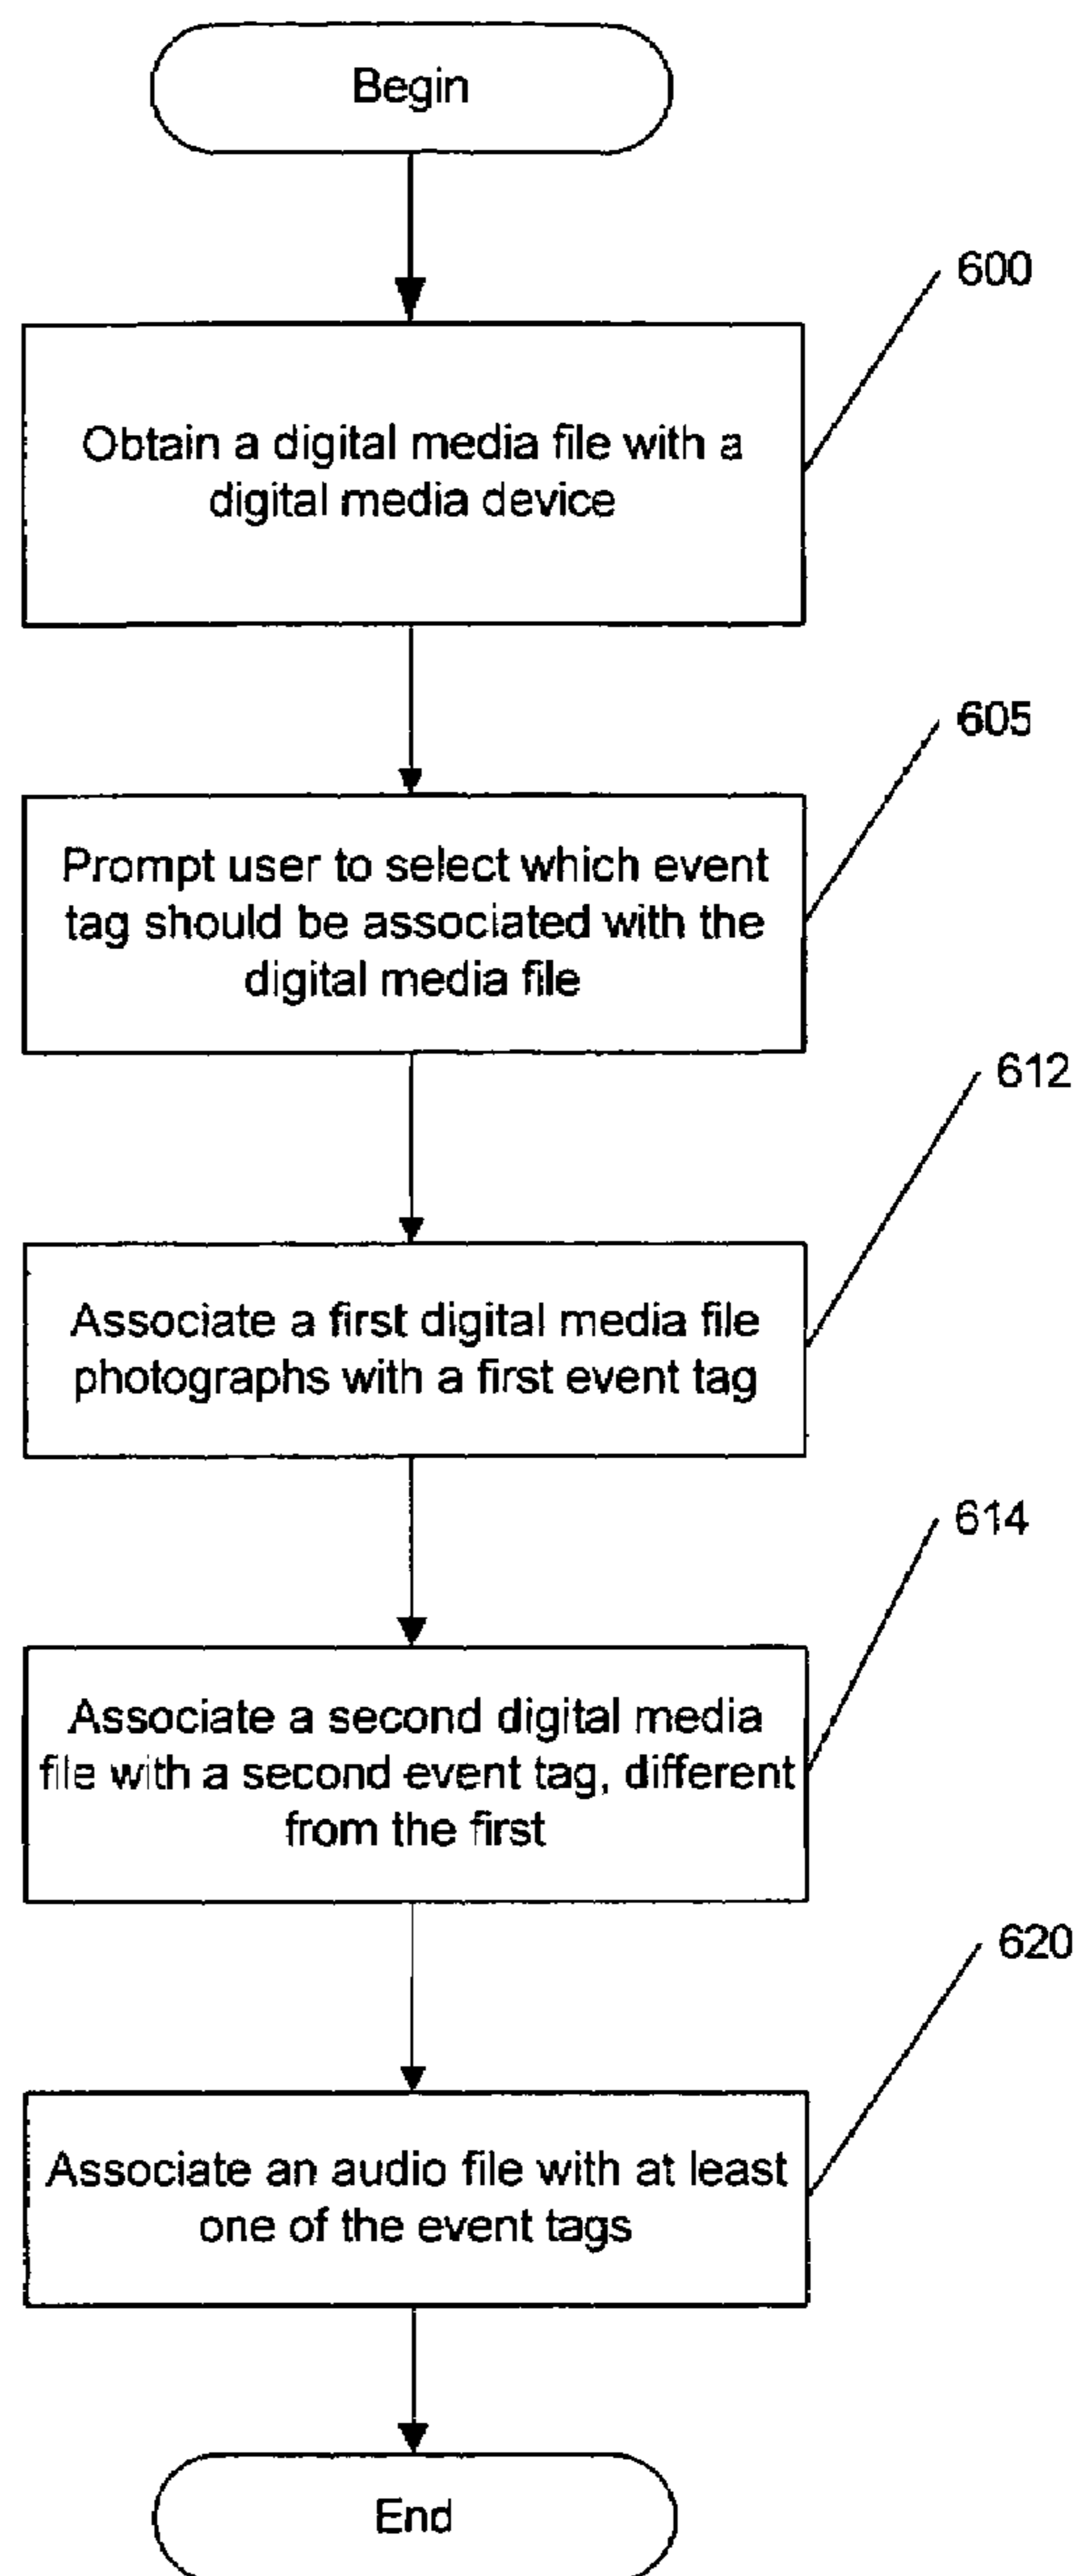 Begin
600
Obtain a digital media file with a
digital media device
605
Prompt user to select which event
tag should be associated with the
digital media file
612
Associate a first digital media file
photographs with a first event tag
614
Associate a second digital media
file with a second event tag, different
from the first
620
Associate an audio file with at least
one of the event tags
End